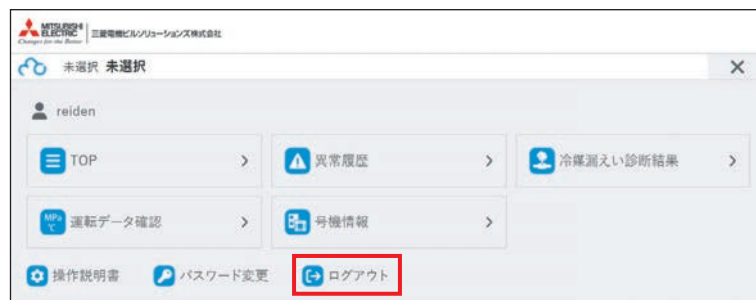 MITSUBISHI
ELECTRIC
Changes for the Better
三菱電機ビルソリューションズ株式会社
未選択 未選択
reiden
TOP
異常履歴
冷媒漏えい診断結果
MPa
℃
運転データ確認
号機情報
操作説明書 パスワード変更 ログアウト